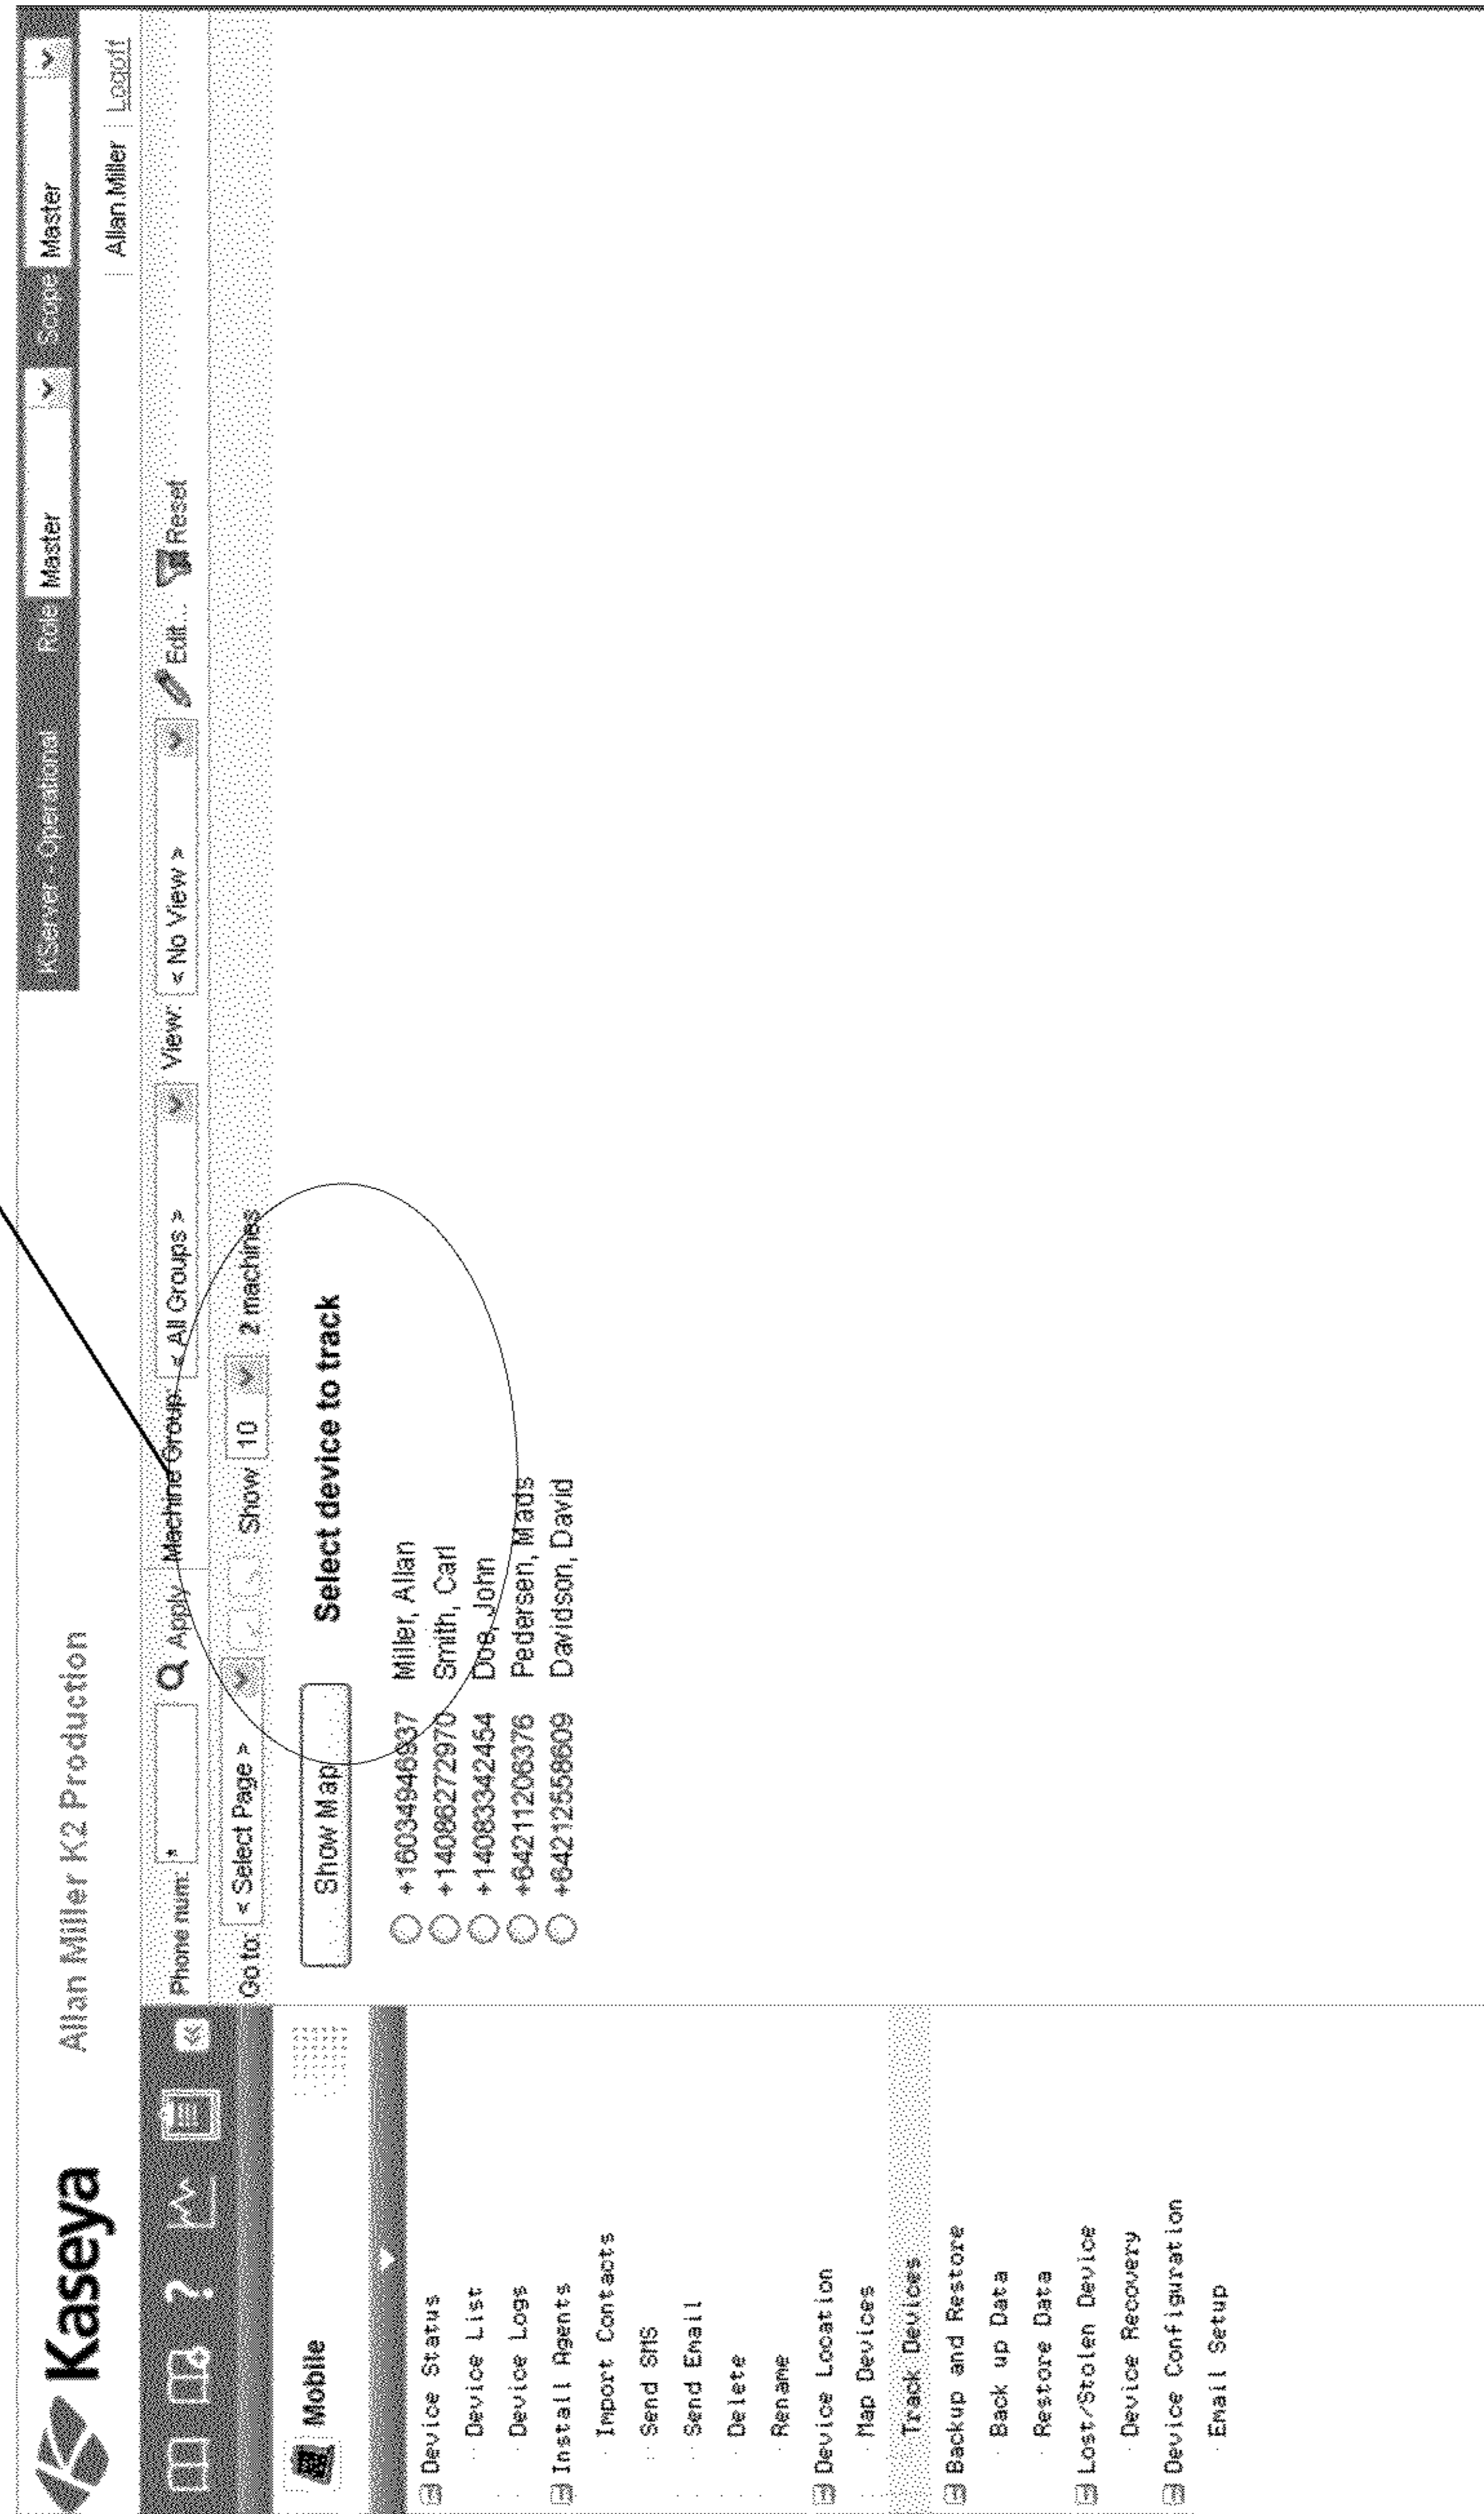 Kaseya
Allan Miller K2 Production
KServer - Operational Role Master Scope Master
Allan.Miller Logoff
Phone num: * Apply Machine Group: < All Groups > View: < No View > Edit... Reset
Go to: < Select Page > Show 10 2 machines
Mobile
Device Status
Device List
Device Logs
Install Agents
Import Contacts
Send SMS
Send Email
Delete
Rename
Device Location
Map Devices
Track Devices
Backup and Restore
Back up Data
Restore Data
Lost/Stolen Device
Device Recovery
Device Configuration
Email Setup
Show Map Select device to track
+16034946937 Miller, Allan
+14086272970 Smith, Carl
+14083342454 Doe, John
+64211206376 Pedersen, Mads
+64212558609 Davidson, David